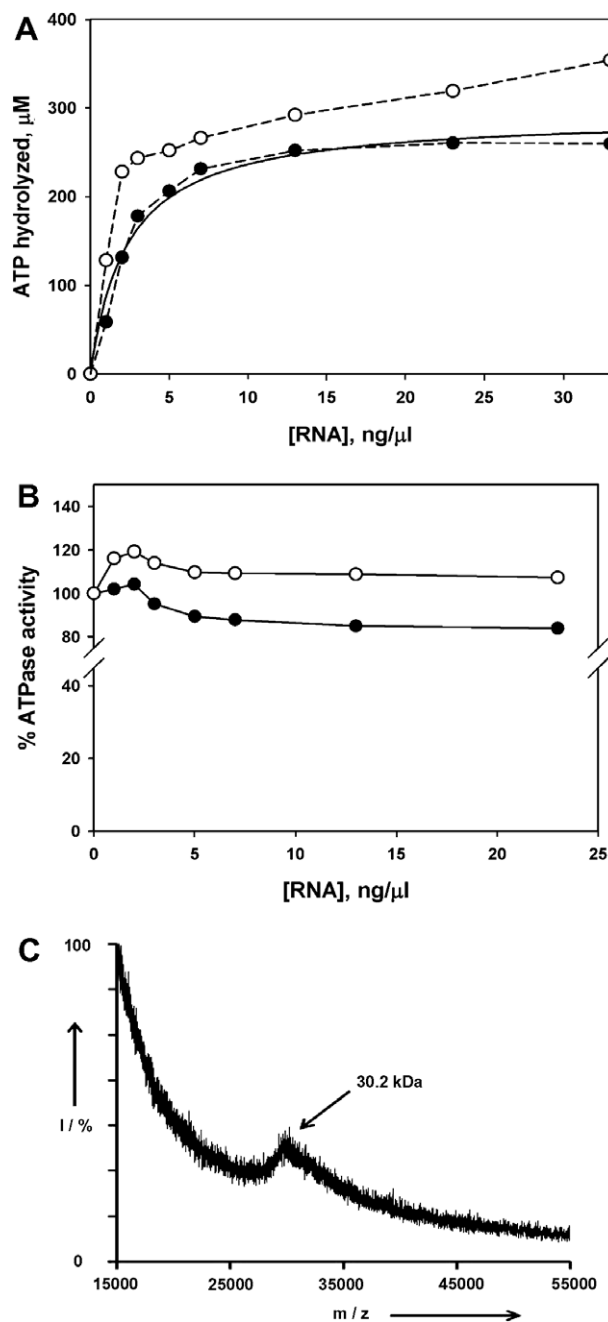 A
400
300
200
100
0
ATP hydrolyzed, μM
0 5 10 15 20 25 30
[RNA], ng/μl
B
140
120
100
80
40
20
0
% ATPase activity
0 5 10 15 20 25
[RNA], ng/μl
C
100
30.2 kDa
I / %
0
15000 25000 35000 45000 55000
m / z